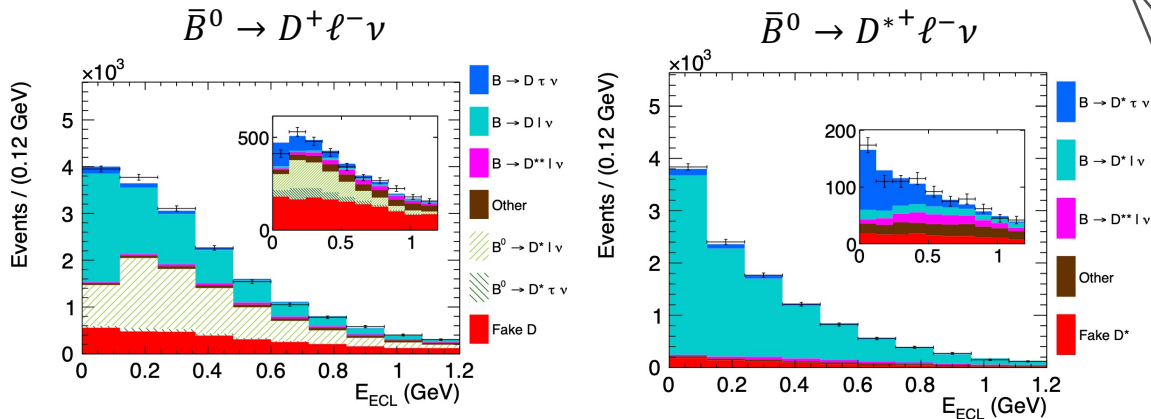 B̄⁰ → D⁺ℓ⁻ν
×10³
Events / (0.12 GeV)
5
4
3
2
1
0
0 0.2 0.4 0.6 0.8 1 1.2
E_ECL (GeV)
500
0
0 0.5 1
B → D τ ν
B → D l ν
B → D** l ν
Other
B⁰ → D* l ν
B⁰ → D* τ ν
Fake D
B̄⁰ → D*⁺ℓ⁻ν
×10³
Events / (0.12 GeV)
5
4
3
2
1
0
0 0.2 0.4 0.6 0.8 1 1.2
E_ECL (GeV)
200
100
0
0 0.5 1
B → D* τ ν
B → D* l ν
B → D** l ν
Other
Fake D*